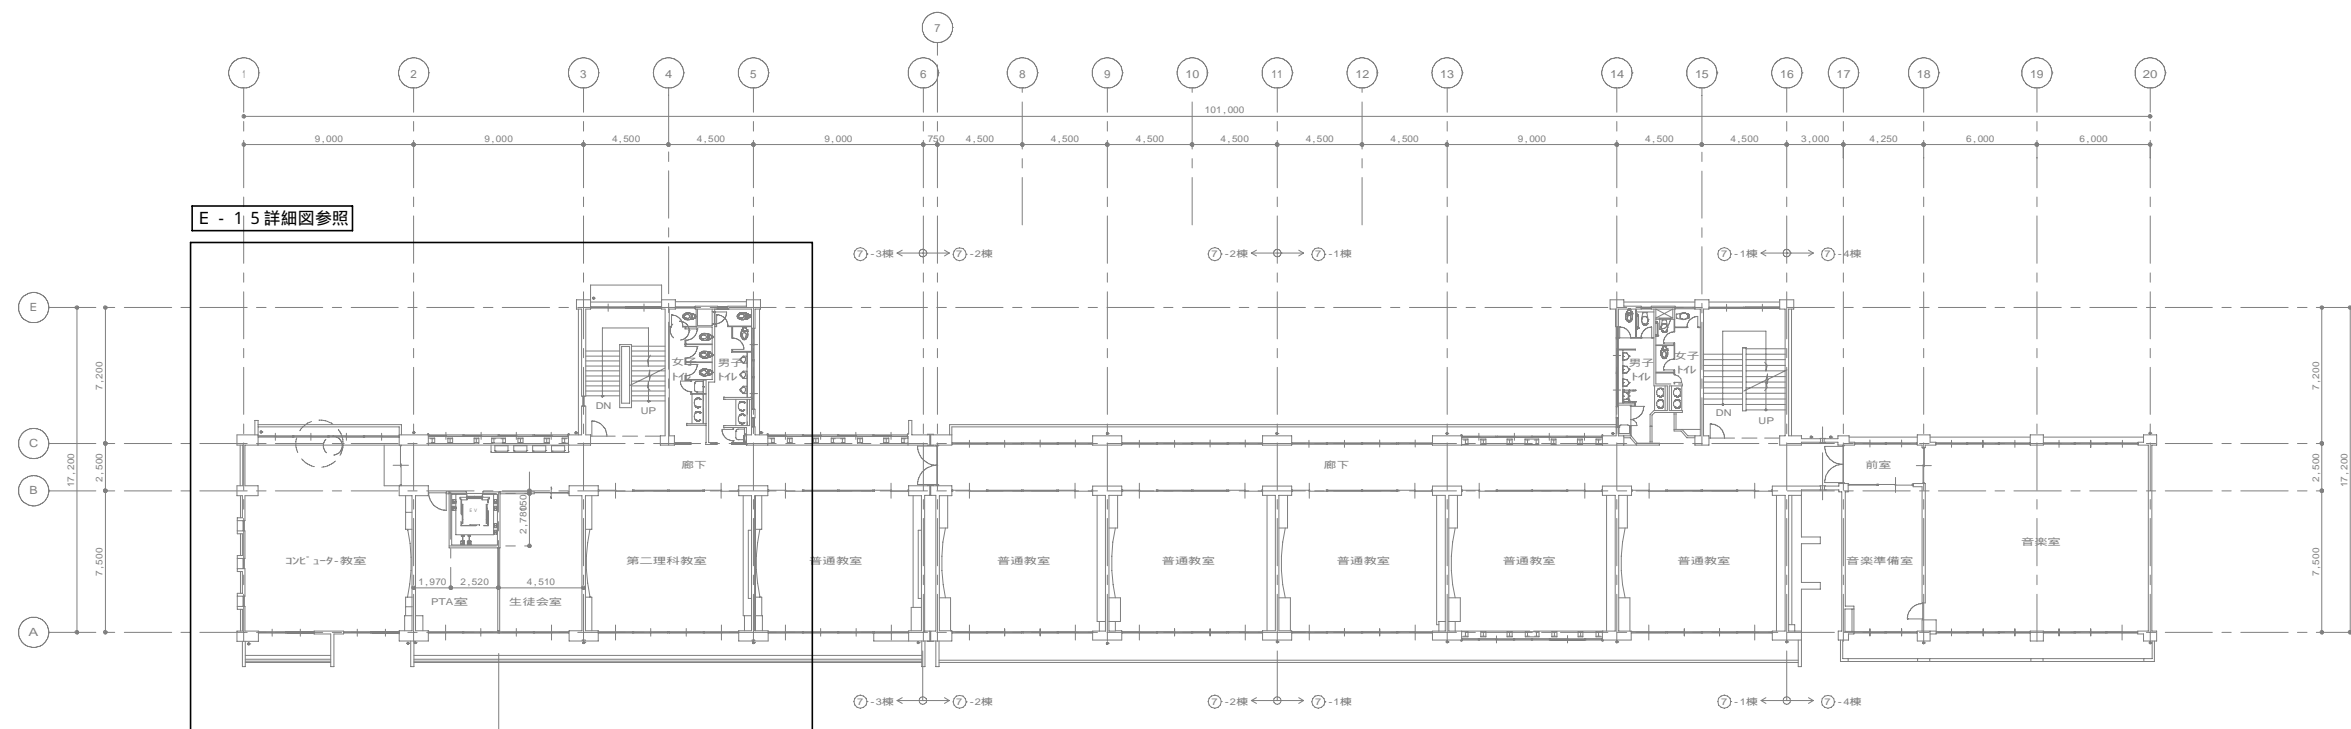 7
1 2 3 4 5 6 8 9 10 11 12 13 14 15 16 17 18 19 20
101,000
9,000 9,000 4,500 4,500 9,000 750 4,500 4,500 4,500 4,500 4,500 4,500 9,000 4,500 4,500 3,000 4,250 6,000 6,000
E - 15詳細図参照
⑦-3棟 ⑦-2棟 ⑦-2棟 ⑦-1棟 ⑦-1棟 ⑦-4棟
E
7,200
女子
トイレ
男子
トイレ
DN
UP
男子
トイレ
女子
トイレ
DN
UP
7,200
C
廊下
廊下
前室
17,200
2,500
2,500
17,200
B
EV
2,780
150
7,500
コンピューター教室
第二理科教室
普通教室
普通教室
普通教室
普通教室
普通教室
普通教室
音楽準備室
音楽室
7,500
1,970 2,520 4,510
PTA室
生徒会室
A
⑦-3棟 ⑦-2棟 ⑦-2棟 ⑦-1棟 ⑦-1棟 ⑦-4棟